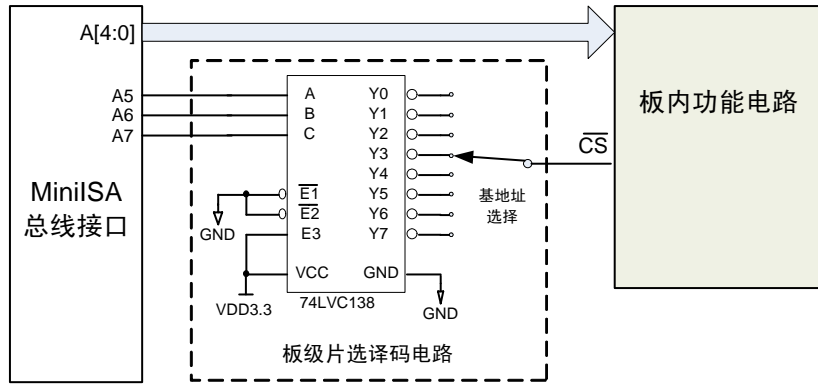 A[4:0]
A5
A6
A7
MiniISA
总线接口
A
B
C
E1
E2
E3
VCC
GND
Y0
Y1
Y2
Y3
Y4
Y5
Y6
Y7
GND
VDD3.3
74LVC138
GND
基地址
选择
板级片选译码电路
CS
板内功能电路